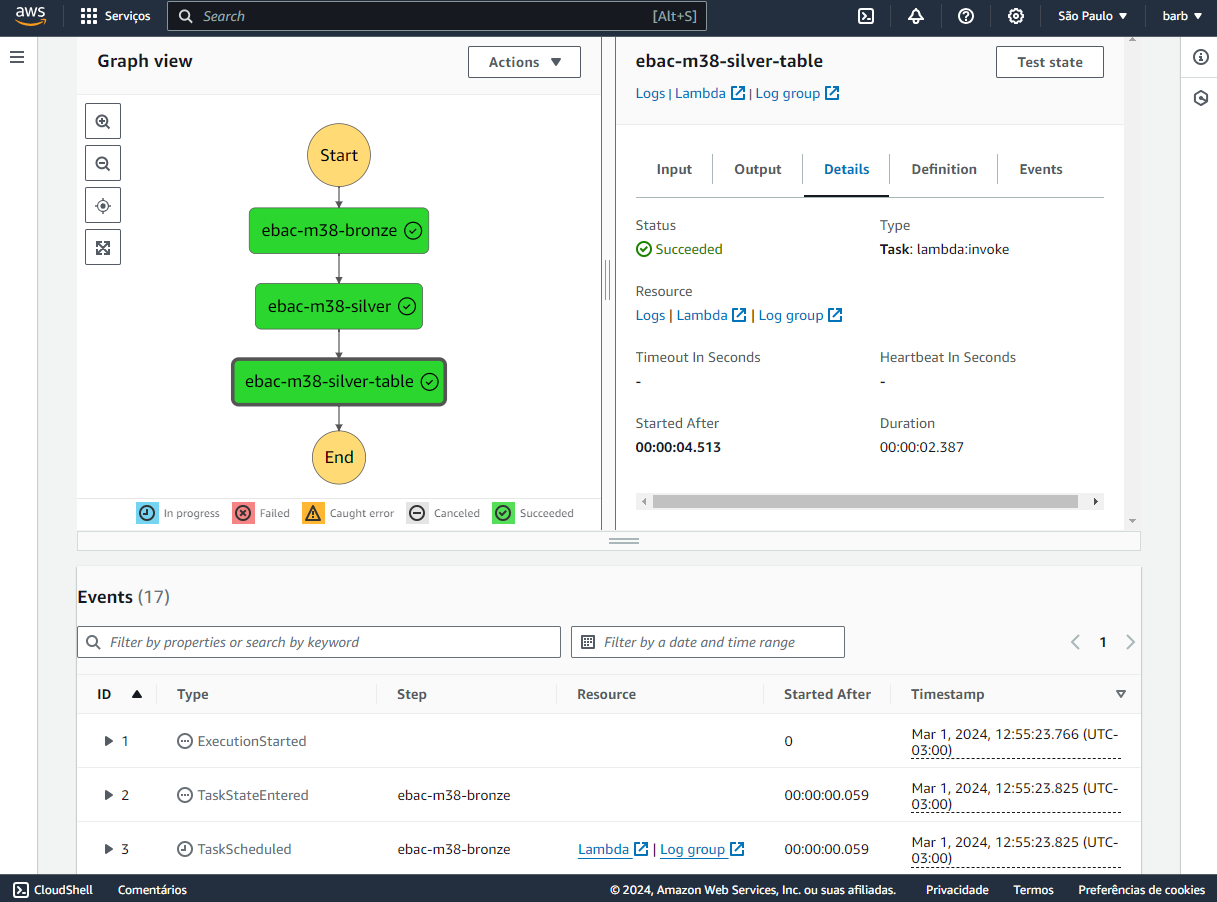 aws
Serviços
Search
[Alt+S]
São Paulo
barb
Graph view
Actions
Start
ebac-m38-bronze
ebac-m38-silver
ebac-m38-silver-table
End
In progress
Failed
Caught error
Canceled
Succeeded
ebac-m38-silver-table
Test state
Logs | Lambda | Log group
Input
Output
Details
Definition
Events
Status
Type
Succeeded
Task: lambda:invoke
Resource
Logs | Lambda | Log group
Timeout In Seconds
Heartbeat In Seconds
-
-
Started After
Duration
00:00:04.513
00:00:02.387
Events (17)
Filter by properties or search by keyword
Filter by a date and time range
1
ID
Type
Step
Resource
Started After
Timestamp
1
ExecutionStarted
0
Mar 1, 2024, 12:55:23.766 (UTC-
03:00)
2
TaskStateEntered
ebac-m38-bronze
00:00:00.059
Mar 1, 2024, 12:55:23.825 (UTC-
03:00)
3
TaskScheduled
ebac-m38-bronze
Lambda | Log group
00:00:00.059
Mar 1, 2024, 12:55:23.825 (UTC-
03:00)
CloudShell
Comentários
© 2024, Amazon Web Services, Inc. ou suas afiliadas.
Privacidade
Termos
Preferências de cookies